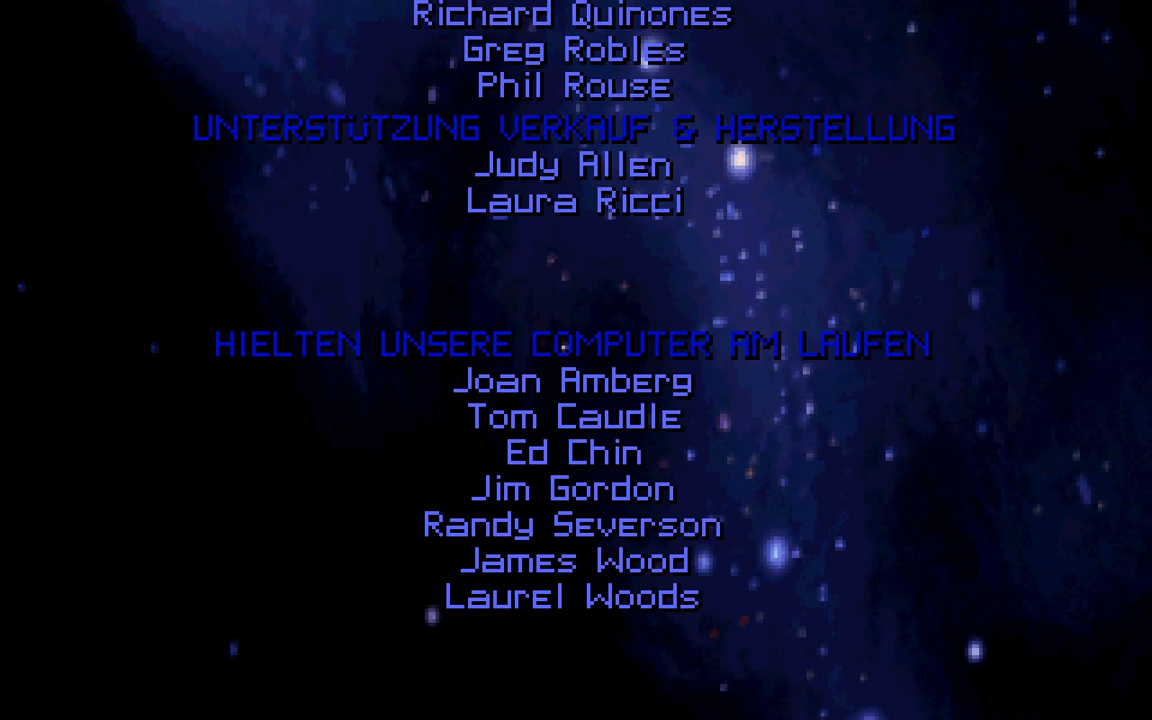 Richard Quinones
Greg Robles
Phil Rouse
UNTERSTüTZUNG VERKAUF & HERSTELLUNG
Judy Allen
Laura Ricci
HIELTEN UNSERE COMPUTER AM LAUFEN
Joan Amberg
Tom Caudle
Ed Chin
Jim Gordon
Randy Severson
James Wood
Laurel Woods